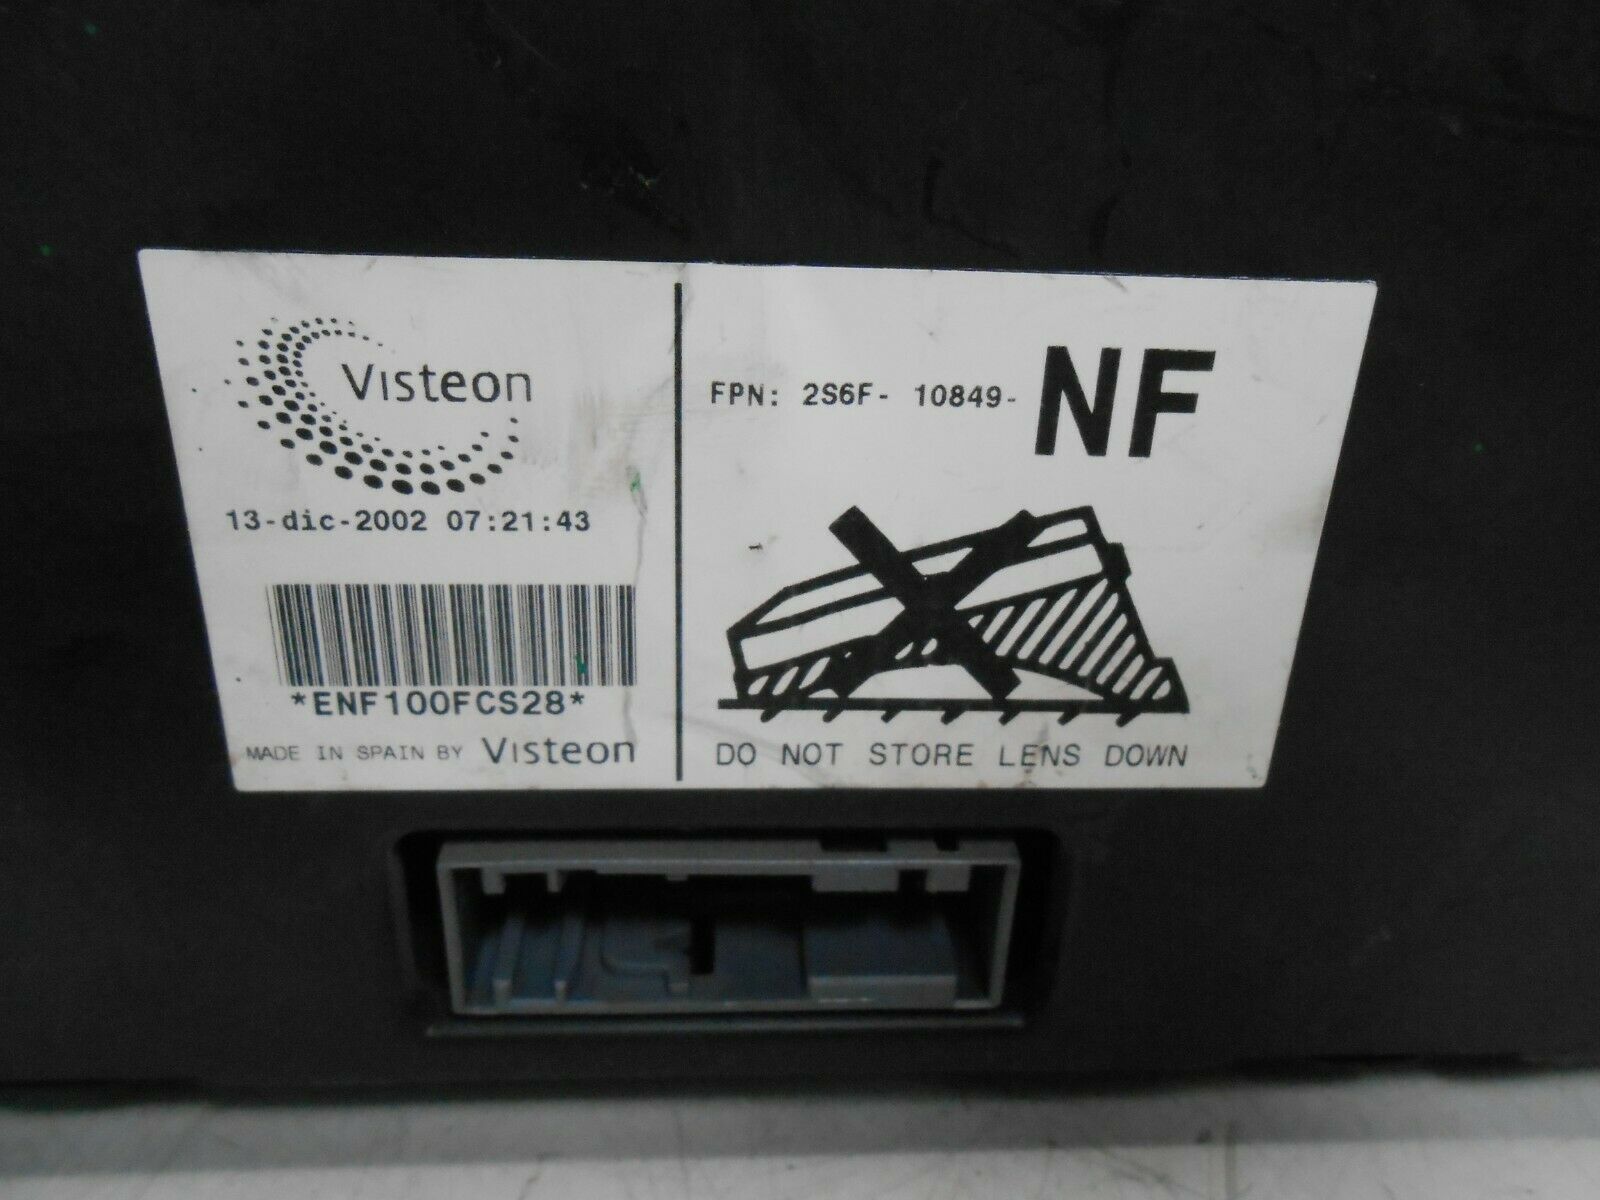 Visteon
13-dic-2002 07:21:43
*ENF100FCS28*
MADE IN SPAIN BY Visteon
FPN: 2S6F- 10849-NF
DO NOT STORE LENS DOWN